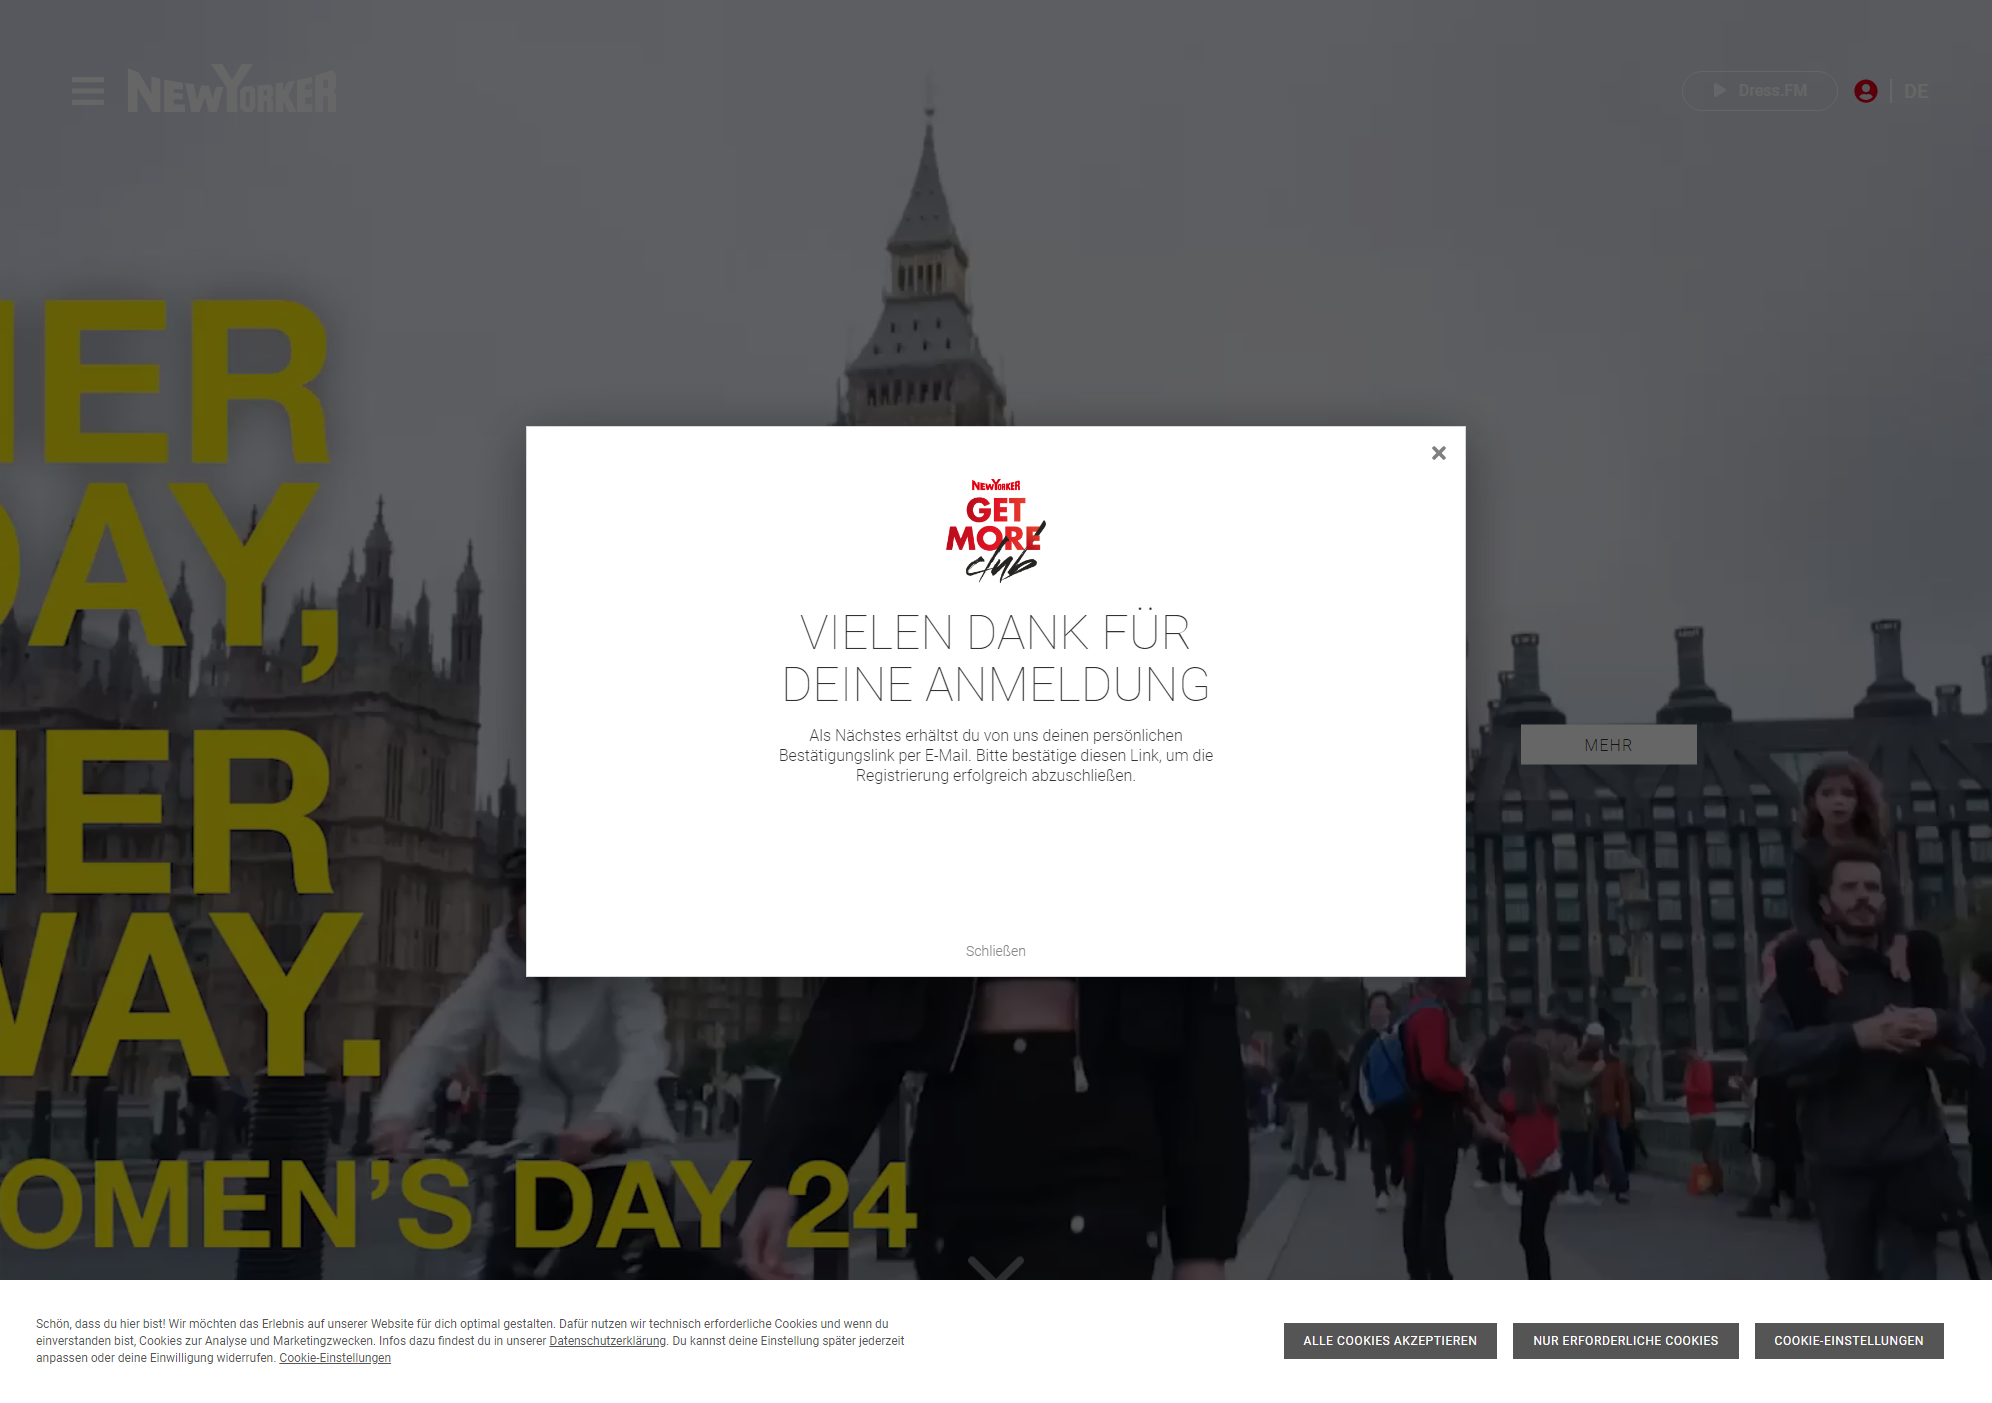 NEWYORKER
Dress.FM
DE
HER
DAY,
HER
WAY.
WOMEN'S DAY 24
NEWYORKER
GET
MORE
club
VIELEN DANK FÜR
DEINE ANMELDUNG
Als Nächstes erhältst du von uns deinen persönlichen
Bestätigungslink per E-Mail. Bitte bestätige diesen Link, um die
Registrierung erfolgreich abzuschließen.
Schließen
MEHR
Schön, dass du hier bist! Wir möchten das Erlebnis auf unserer Website für dich optimal gestalten. Dafür nutzen wir technisch erforderliche Cookies und wenn du
einverstanden bist, Cookies zur Analyse und Marketingzwecken. Infos dazu findest du in unserer Datenschutzerklärung. Du kannst deine Einstellung später jederzeit
anpassen oder deine Einwilligung widerrufen. Cookie-Einstellungen
ALLE COOKIES AKZEPTIEREN
NUR ERFORDERLICHE COOKIES
COOKIE-EINSTELLUNGEN